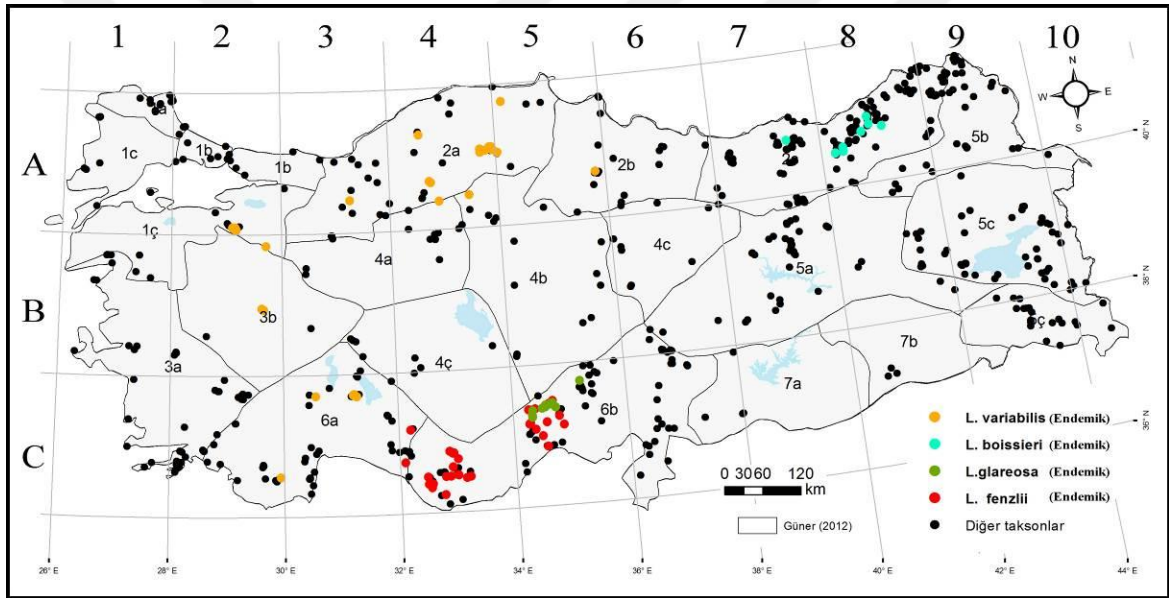 1 2 3 4 5 6 7 8 9 10
N
W E
S
A
B
C
a
1c
1b
1b
2a
2b
2
5b
1ç
4a
4b
4c
5a
5c
3b
3a
4ç
6a
6b
7a
7b
ç
40° N
38° N
36° N
L. variabilis (Endemik)
L. boissieri (Endemik)
L.glareosa (Endemik)
L. fenzlii (Endemik)
Diğer taksonlar
0 3060 120
km
Güner (2012)
26° E 28° E 30° E 32° E 34° E 36° E 38° E 40° E 42° E 44° E